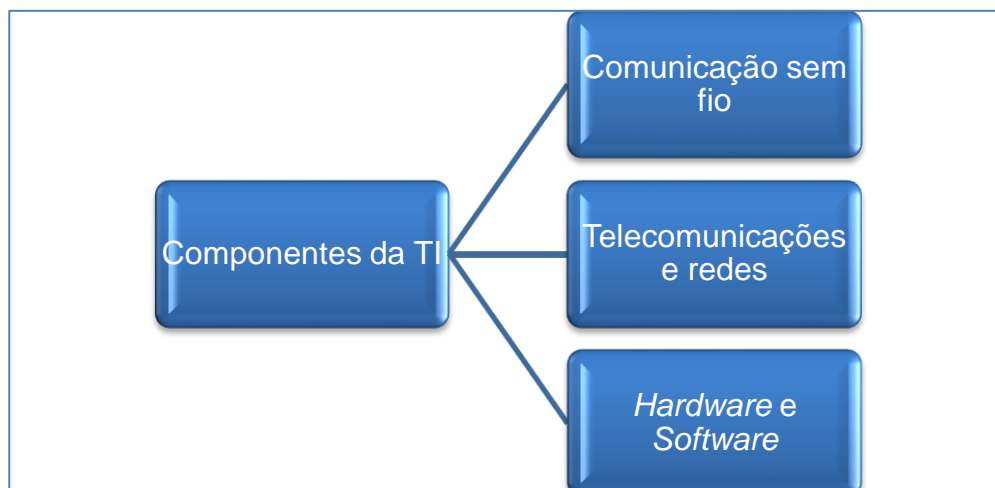 Comunicação sem
fio
Componentes da TI
Telecomunicações
e redes
Hardware e
Software